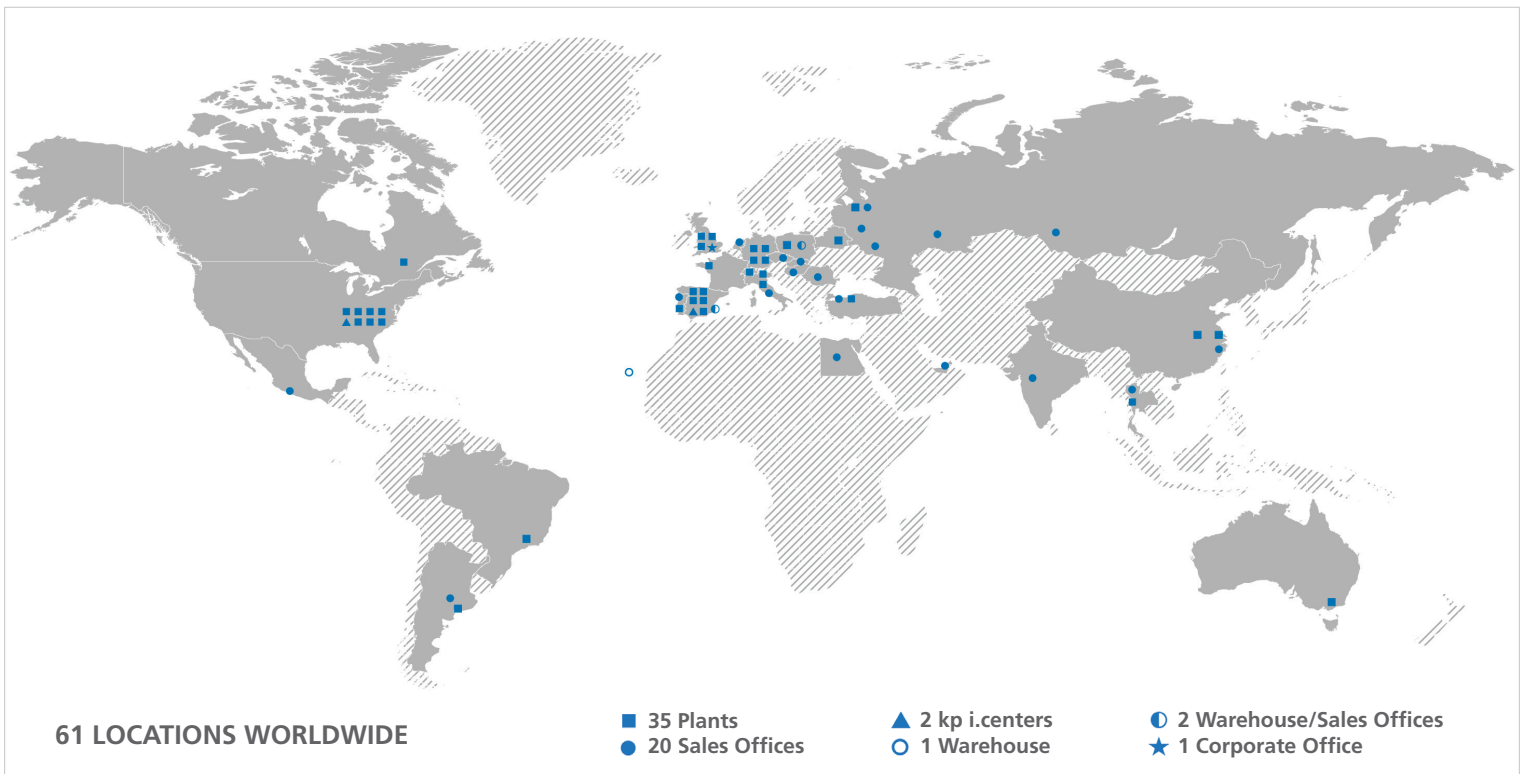 61 LOCATIONS WORLDWIDE
35 Plants
20 Sales Offices
2 kp i.centers
1 Warehouse
2 Warehouse/Sales Offices
1 Corporate Office